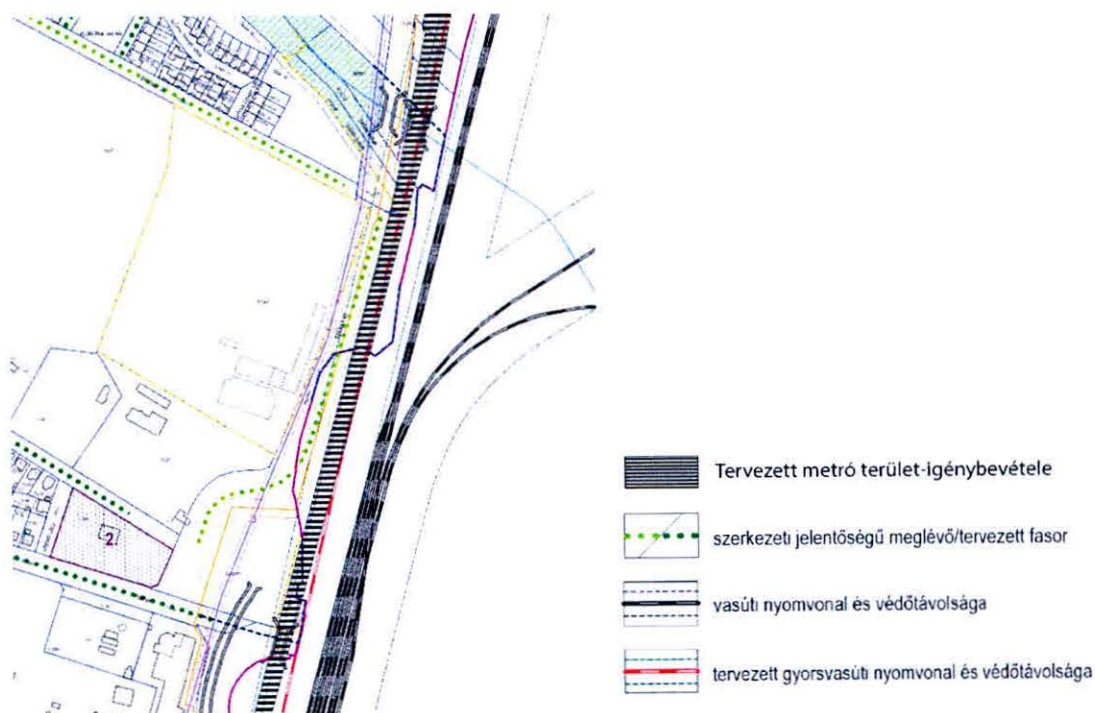 2.
Tervezett metró terület-igénybevétele
szerkezeti jelentőségű meglévő/tervezett fasor
vasúti nyomvonal és védőtávolsága
tervezett gyorsvasúti nyomvonal és védőtávolsága